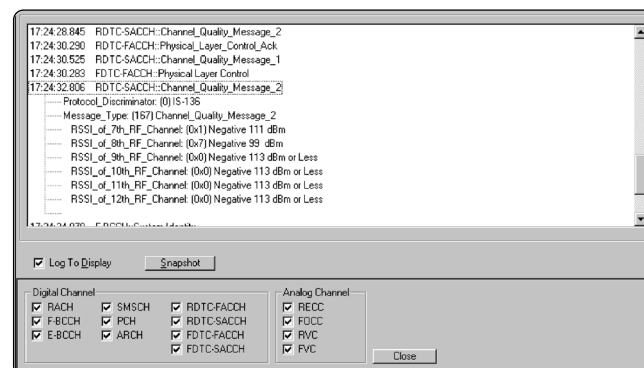 17:24:28.845 RDTC-SACCH::Channel_Quality_Message_2
17:24:30.290 RDTC-FACCH::Physical_Layer_Control_Ack
17:24:30.525 RDTC-SACCH::Channel_Quality_Message_1
17:24:30.283 FDTC-FACCH::Physical Layer Control
17:24:32.806 RDTC-SACCH::Channel_Quality_Message_2
Protocol_Discriminator: (0) IS-136
Message_Type: (167) Channel_Quality_Message_2
RSSI_of_7th_RF_Channel: (0x1) Negative 111 dBm
RSSI_of_8th_RF_Channel: (0x7) Negative 99 dBm
RSSI_of_9th_RF_Channel: (0x0) Negative 113 dBm or Less
RSSI_of_10th_RF_Channel: (0x0) Negative 113 dBm or Less
RSSI_of_11th_RF_Channel: (0x0) Negative 113 dBm or Less
RSSI_of_12th_RF_Channel: (0x0) Negative 113 dBm or Less
Log To Display Snapshot
Digital Channel Analog Channel
RACH SMSCH RDTC-FACCH RECC
F-BCCH PCH RDTC-SACCH FOCC
E-BCCH ARCH FDTC-FACCH RVC
FDTC-SACCH FVC
Close